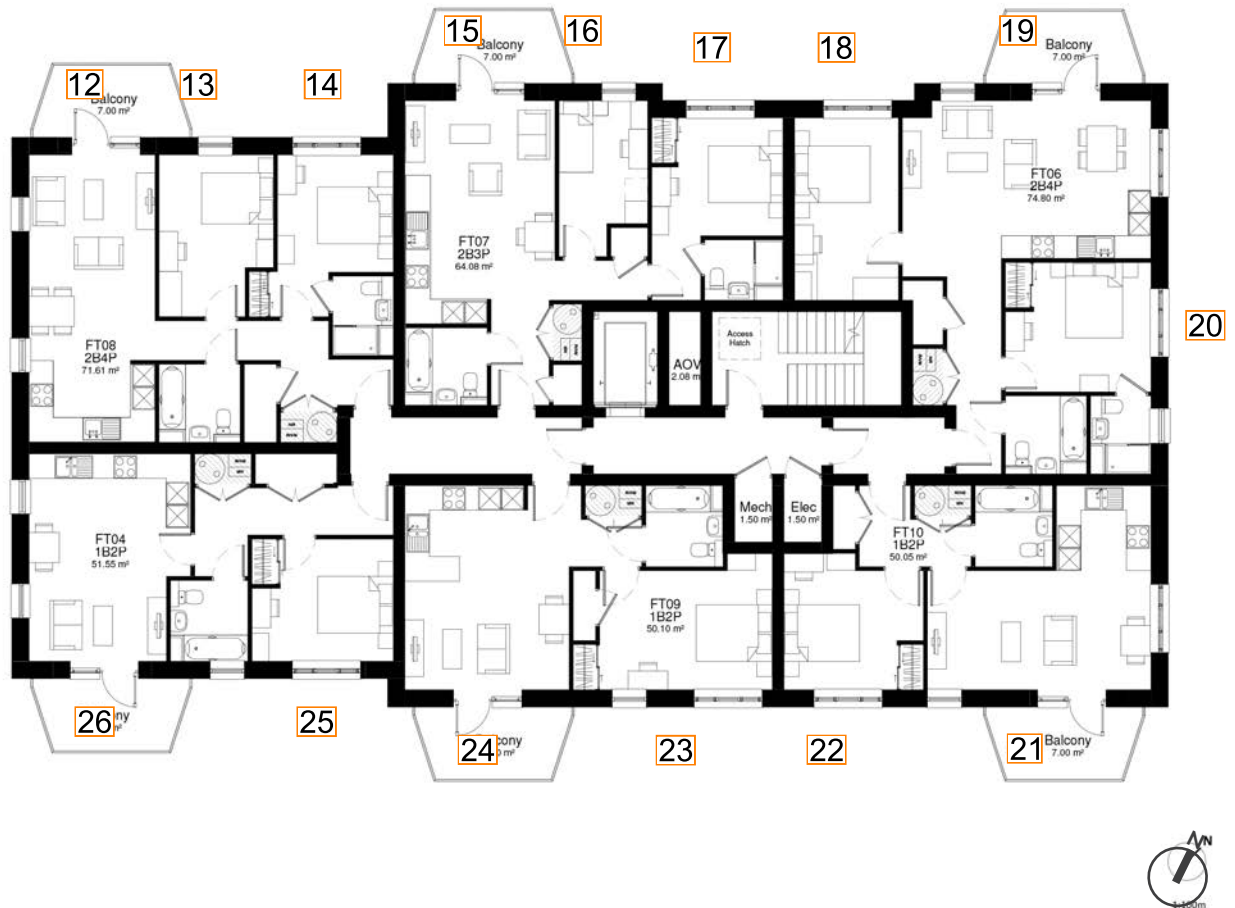 15
16
19
Balcony
7.00 m²
Balcony
7.00 m²
17
18
12
13
14
Balcony
7.00 m²
FT06
2B4P
74.80 m²
FT07
2B3P
64.08 m²
20
Access
Hatch
FT08
2B4P
71.61 m²
AOV
2.08 m
Mech
1.50 m²
Elec
1.50 m²
FT04
1B2P
51.55 m²
FT10
1B2P
50.05 m²
FT09
1B2P
50.10 m²
26
25
24
23
22
21
Balcony
7.00 m²
N